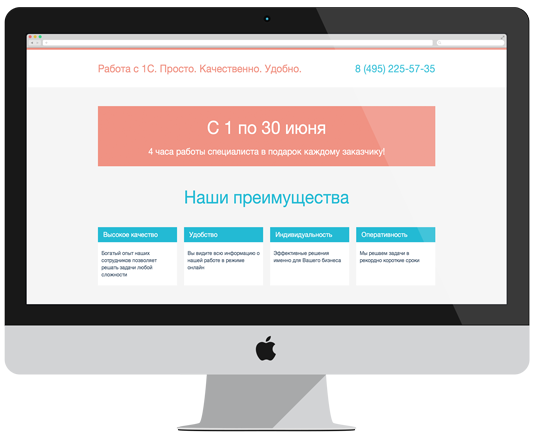 Работа с 1С. Просто. Качественно. Удобно.
8 (495) 225-57-35
С 1 по 30 июня
4 часа работы специалиста в подарок каждому заказчику!
Наши преимущества
Высокое качество
Богатый опыт наших
сотрудников позволяет
решать задачи любой
сложности
Удобство
Вы видите всю информацию о
нашей работе в режиме
онлайн
Индивидуальность
Эффективные решения
именно для Вашего бизнеса
Оперативность
Мы решаем задачи в
рекордно короткие сроки